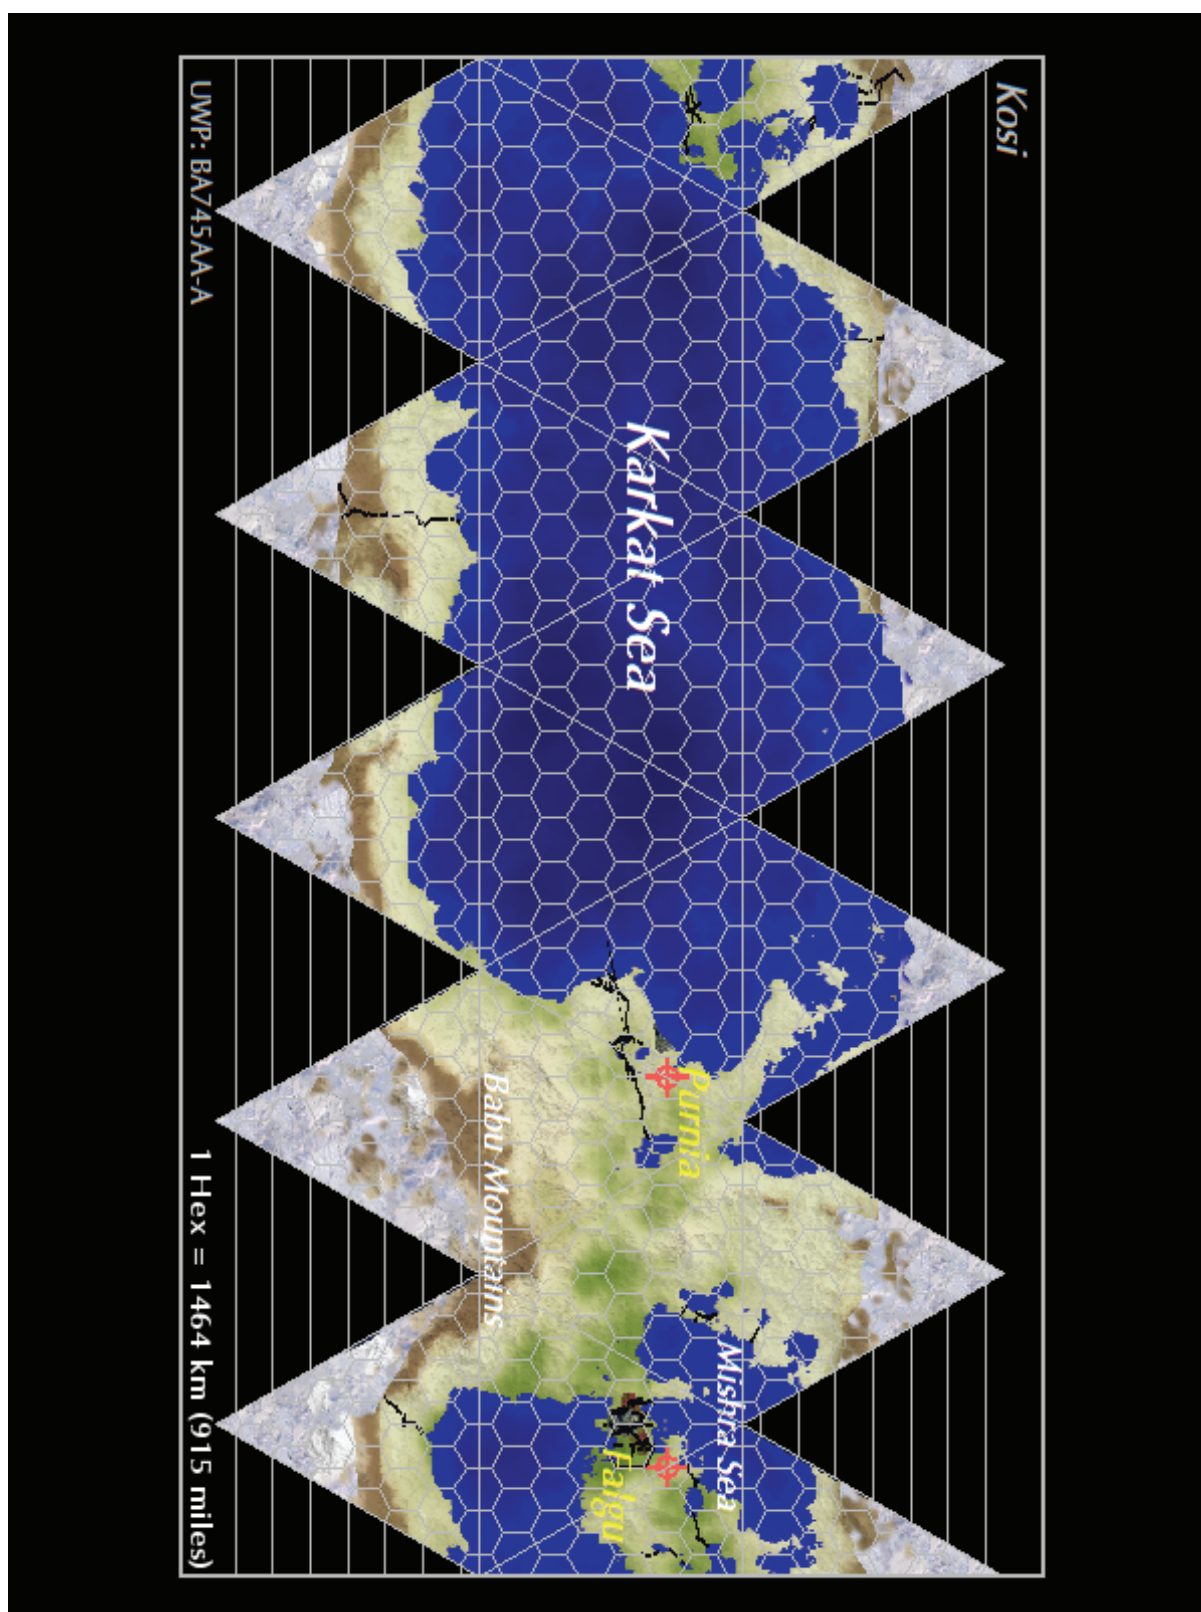 Kosi
Karkat Sea
Purnia
Babu Mountains
Mishra Sea
Falgu
UWP: BA745AA-A
1 Hex = 1464 km (915 miles)